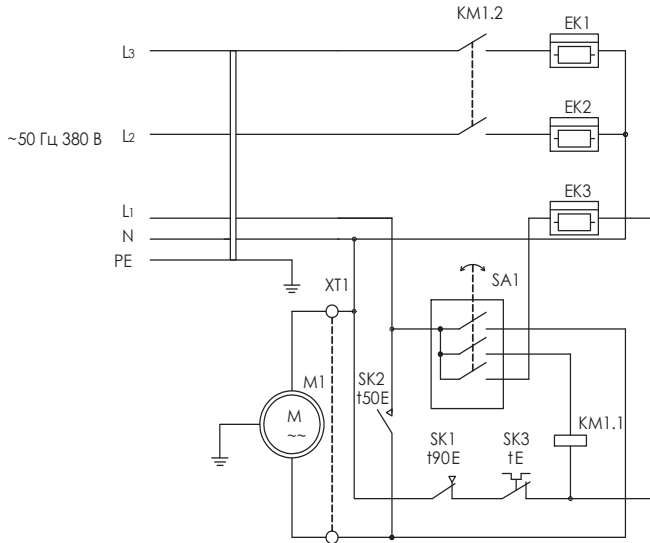 KM1.2
EK1
L3
EK2
~50 Гц 380 В
L2
EK3
L1
N
PE
SA1
XT1
M1
SK2
t50E
M
~~
SK1
t90E
SK3
tE
KM1.1